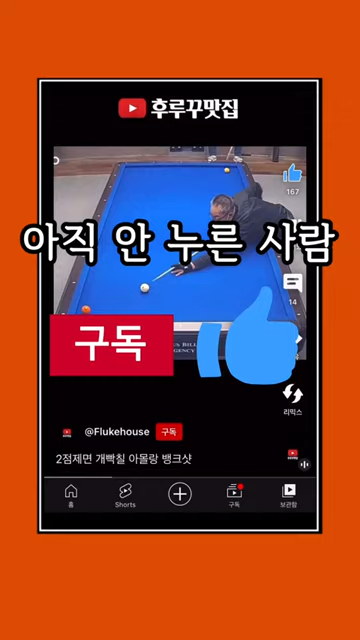 후루꾸맛집
167
아직 안 누른 사람
14
구독
리믹스
@Flukehouse 구독
2점제면 개빡칠 아몰랑 뱅크샷
홈 Shorts 구독 보관함